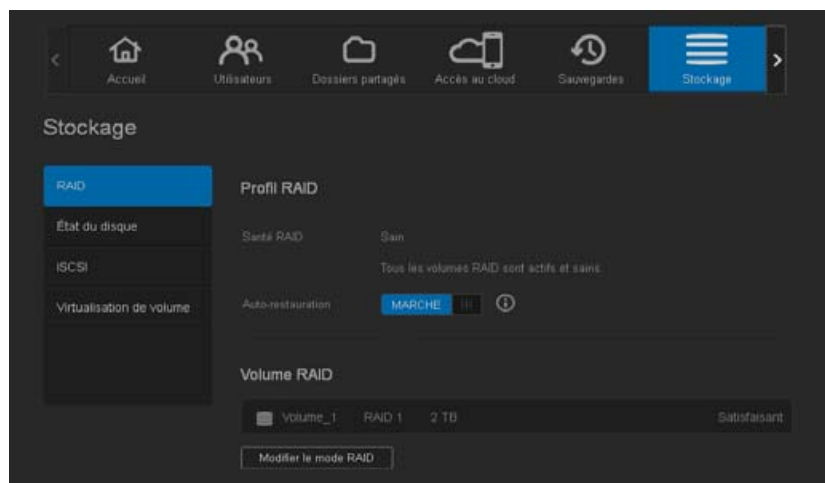 Accueil
Utilisateurs
Dossiers partagés
Accès au cloud
Sauvegardes
Stockage
Stockage
RAID
État du disque
iSCSI
Virtualisation de volume
Profil RAID
Santé RAID Sain
Tous les volumes RAID sont actifs et sains.
Auto-restauration MARCHE
Volume RAID
Volume_1 RAID 1 2 TB Satisfaisant
Modifier le mode RAID